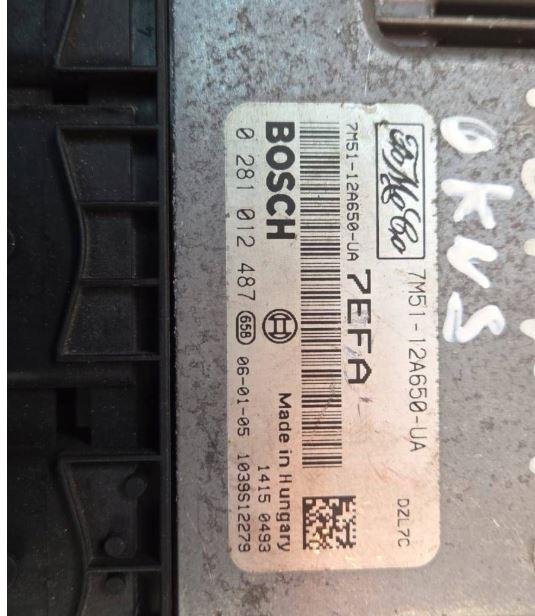 FoMoCo
7M51-12A650-UA
DZL7C
7M51-12A650-UA 7EFA
BOSCH
Made in Hungary
1415 0493
0 281 012 487 658 06-01-05 1039S12279
OKUS